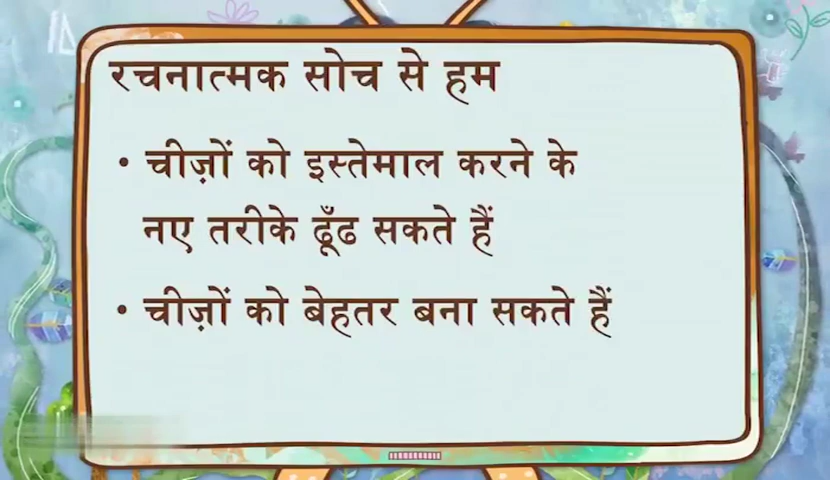 रचनात्मक सोच से हम
• चीज़ों को इस्तेमाल करने के
नए तरीके ढूँढ सकते हैं
• चीज़ों को बेहतर बना सकते हैं